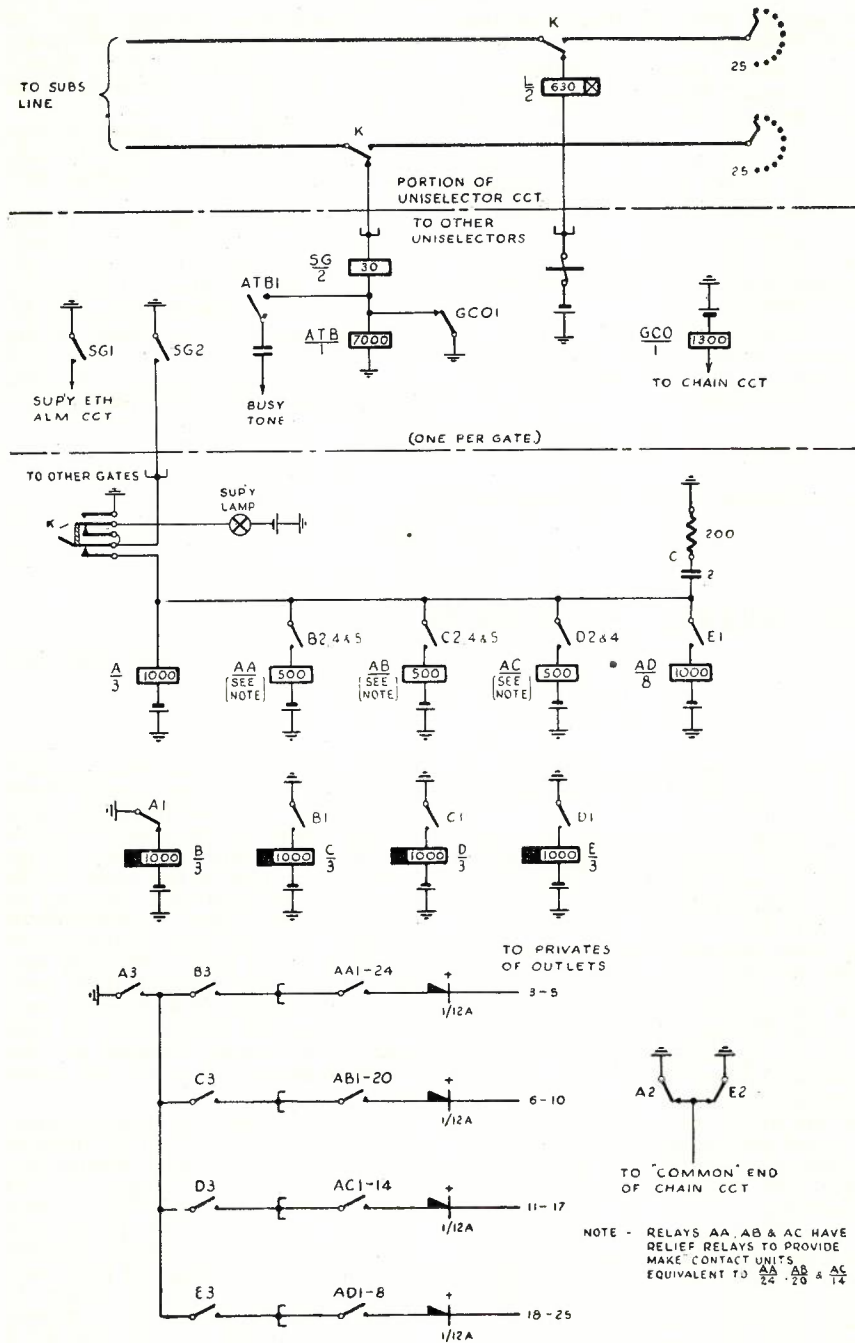 K
25
TO SUBS
LINE
L/2
630
K
25
PORTION OF
UNISELECTOR CCT.
TO OTHER
UNISELECTORS
SG/2
30
ATB1
GCO1
SG1
SG2
ATB/1
7000
GCO/1
1300
TO CHAIN CCT
SUP'Y ETH
ALM CCT
BUSY
TONE
(ONE PER GATE.)
TO OTHER GATES
SUP'Y
LAMP
K
200
C
2
B2,4&5
C2,4&5
D2&4
E1
A/3
1000
AA
(SEE
NOTE)
500
AB
(SEE
NOTE)
500
AC
(SEE
NOTE)
500
AD/8
1000
A1
B1
C1
D1
1000
B/3
1000
C/3
1000
D/3
1000
E/3
TO PRIVATES
OF OUTLETS
A3
B3
AA1-24
+
1/12A
3-5
C3
AB1-20
+
1/12A
6-10
A2
E2
TO "COMMON" END
OF CHAIN CCT
D3
AC1-14
+
1/12A
11-17
NOTE - RELAYS AA, AB & AC HAVE
RELIEF RELAYS TO PROVIDE
MAKE CONTACT UNITS
EQUIVALENT TO AA/24, AB/20 & AC/14
E3
AD1-8
+
1/12A
18-25